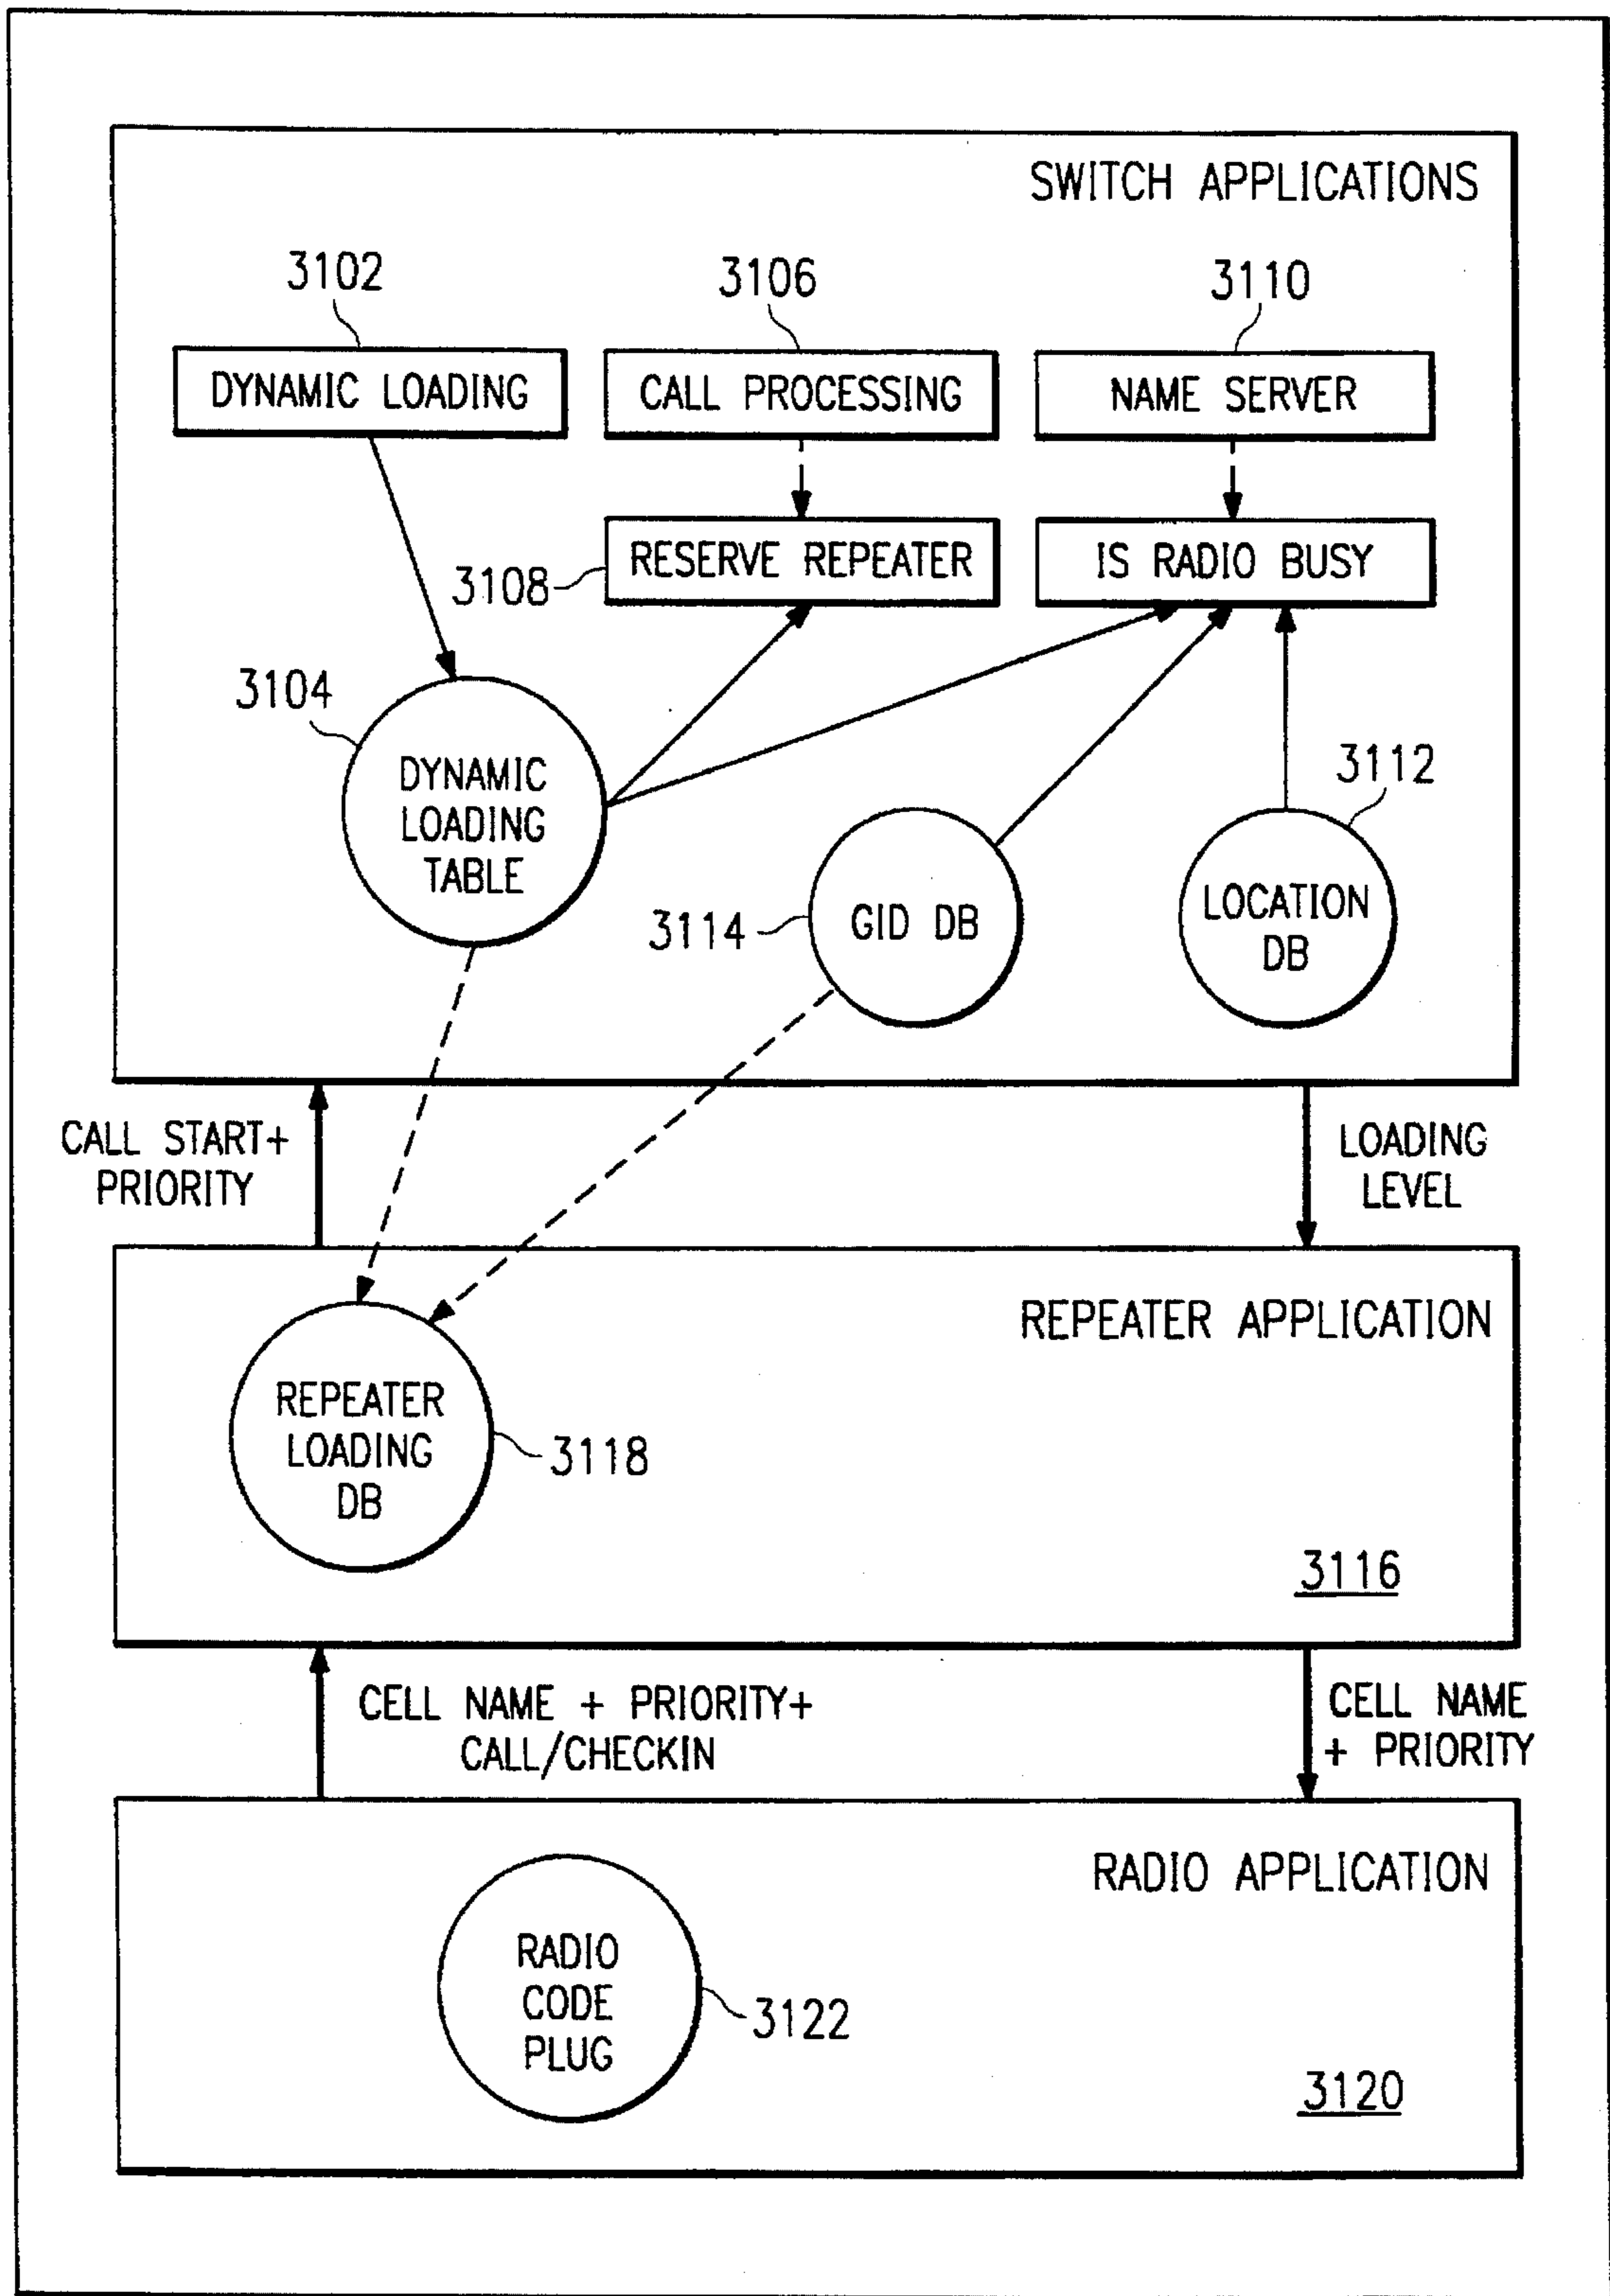 SWITCH APPLICATIONS
3102
3106
3110
DYNAMIC LOADING
CALL PROCESSING
NAME SERVER
3108
RESERVE REPEATER
IS RADIO BUSY
3104
DYNAMIC
LOADING
TABLE
3114
GID DB
3112
LOCATION
DB
CALL START+
PRIORITY
LOADING
LEVEL
REPEATER APPLICATION
REPEATER
LOADING
DB
3118
3116
CELL NAME + PRIORITY+
CALL/CHECKIN
CELL NAME
+ PRIORITY
RADIO APPLICATION
RADIO
CODE
PLUG
3122
3120